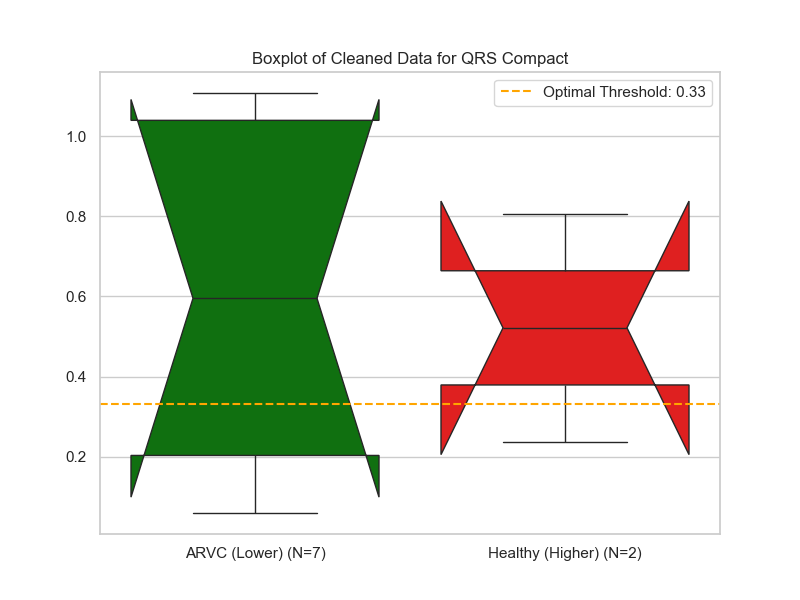 Boxplot of Cleaned Data for QRS Compact
Optimal Threshold: 0.33
1.0
0.8
0.6
0.4
0.2
ARVC (Lower) (N=7)
Healthy (Higher) (N=2)